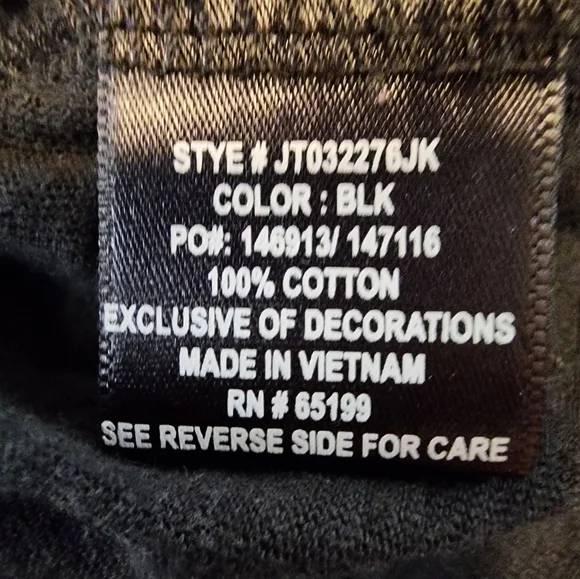 STYE # JT032276JK
COLOR : BLK
PO#: 146913/ 147116
100% COTTON
EXCLUSIVE OF DECORATIONS
MADE IN VIETNAM
RN # 65199
SEE REVERSE SIDE FOR CARE